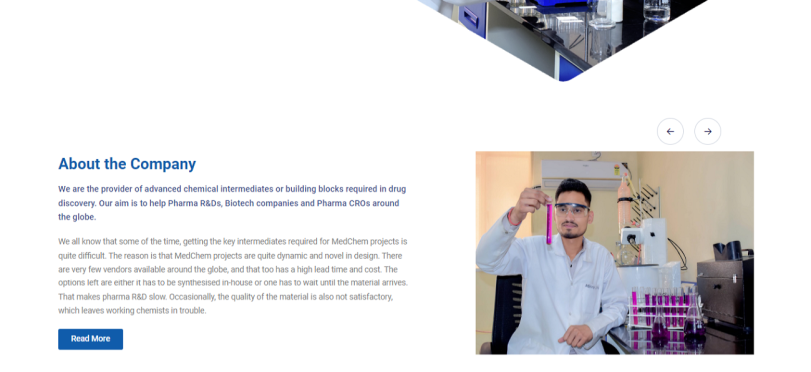 About the Company
We are the provider of advanced chemical intermediates or building blocks required in drug
discovery. Our aim is to help Pharma R&Ds, Biotech companies and Pharma CROs around
the globe.
We all know that some of the time, getting the key intermediates required for MedChem projects is
quite difficult. The reason is that MedChem projects are quite dynamic and novel in design. There
are very few vendors available around the globe, and that too has a high lead time and cost. The
options left are either it has to be synthesised in-house or one has to wait until the material arrives.
That makes pharma R&D slow. Occasionally, the quality of the material is also not satisfactory,
which leaves working chemists in trouble.
Read More